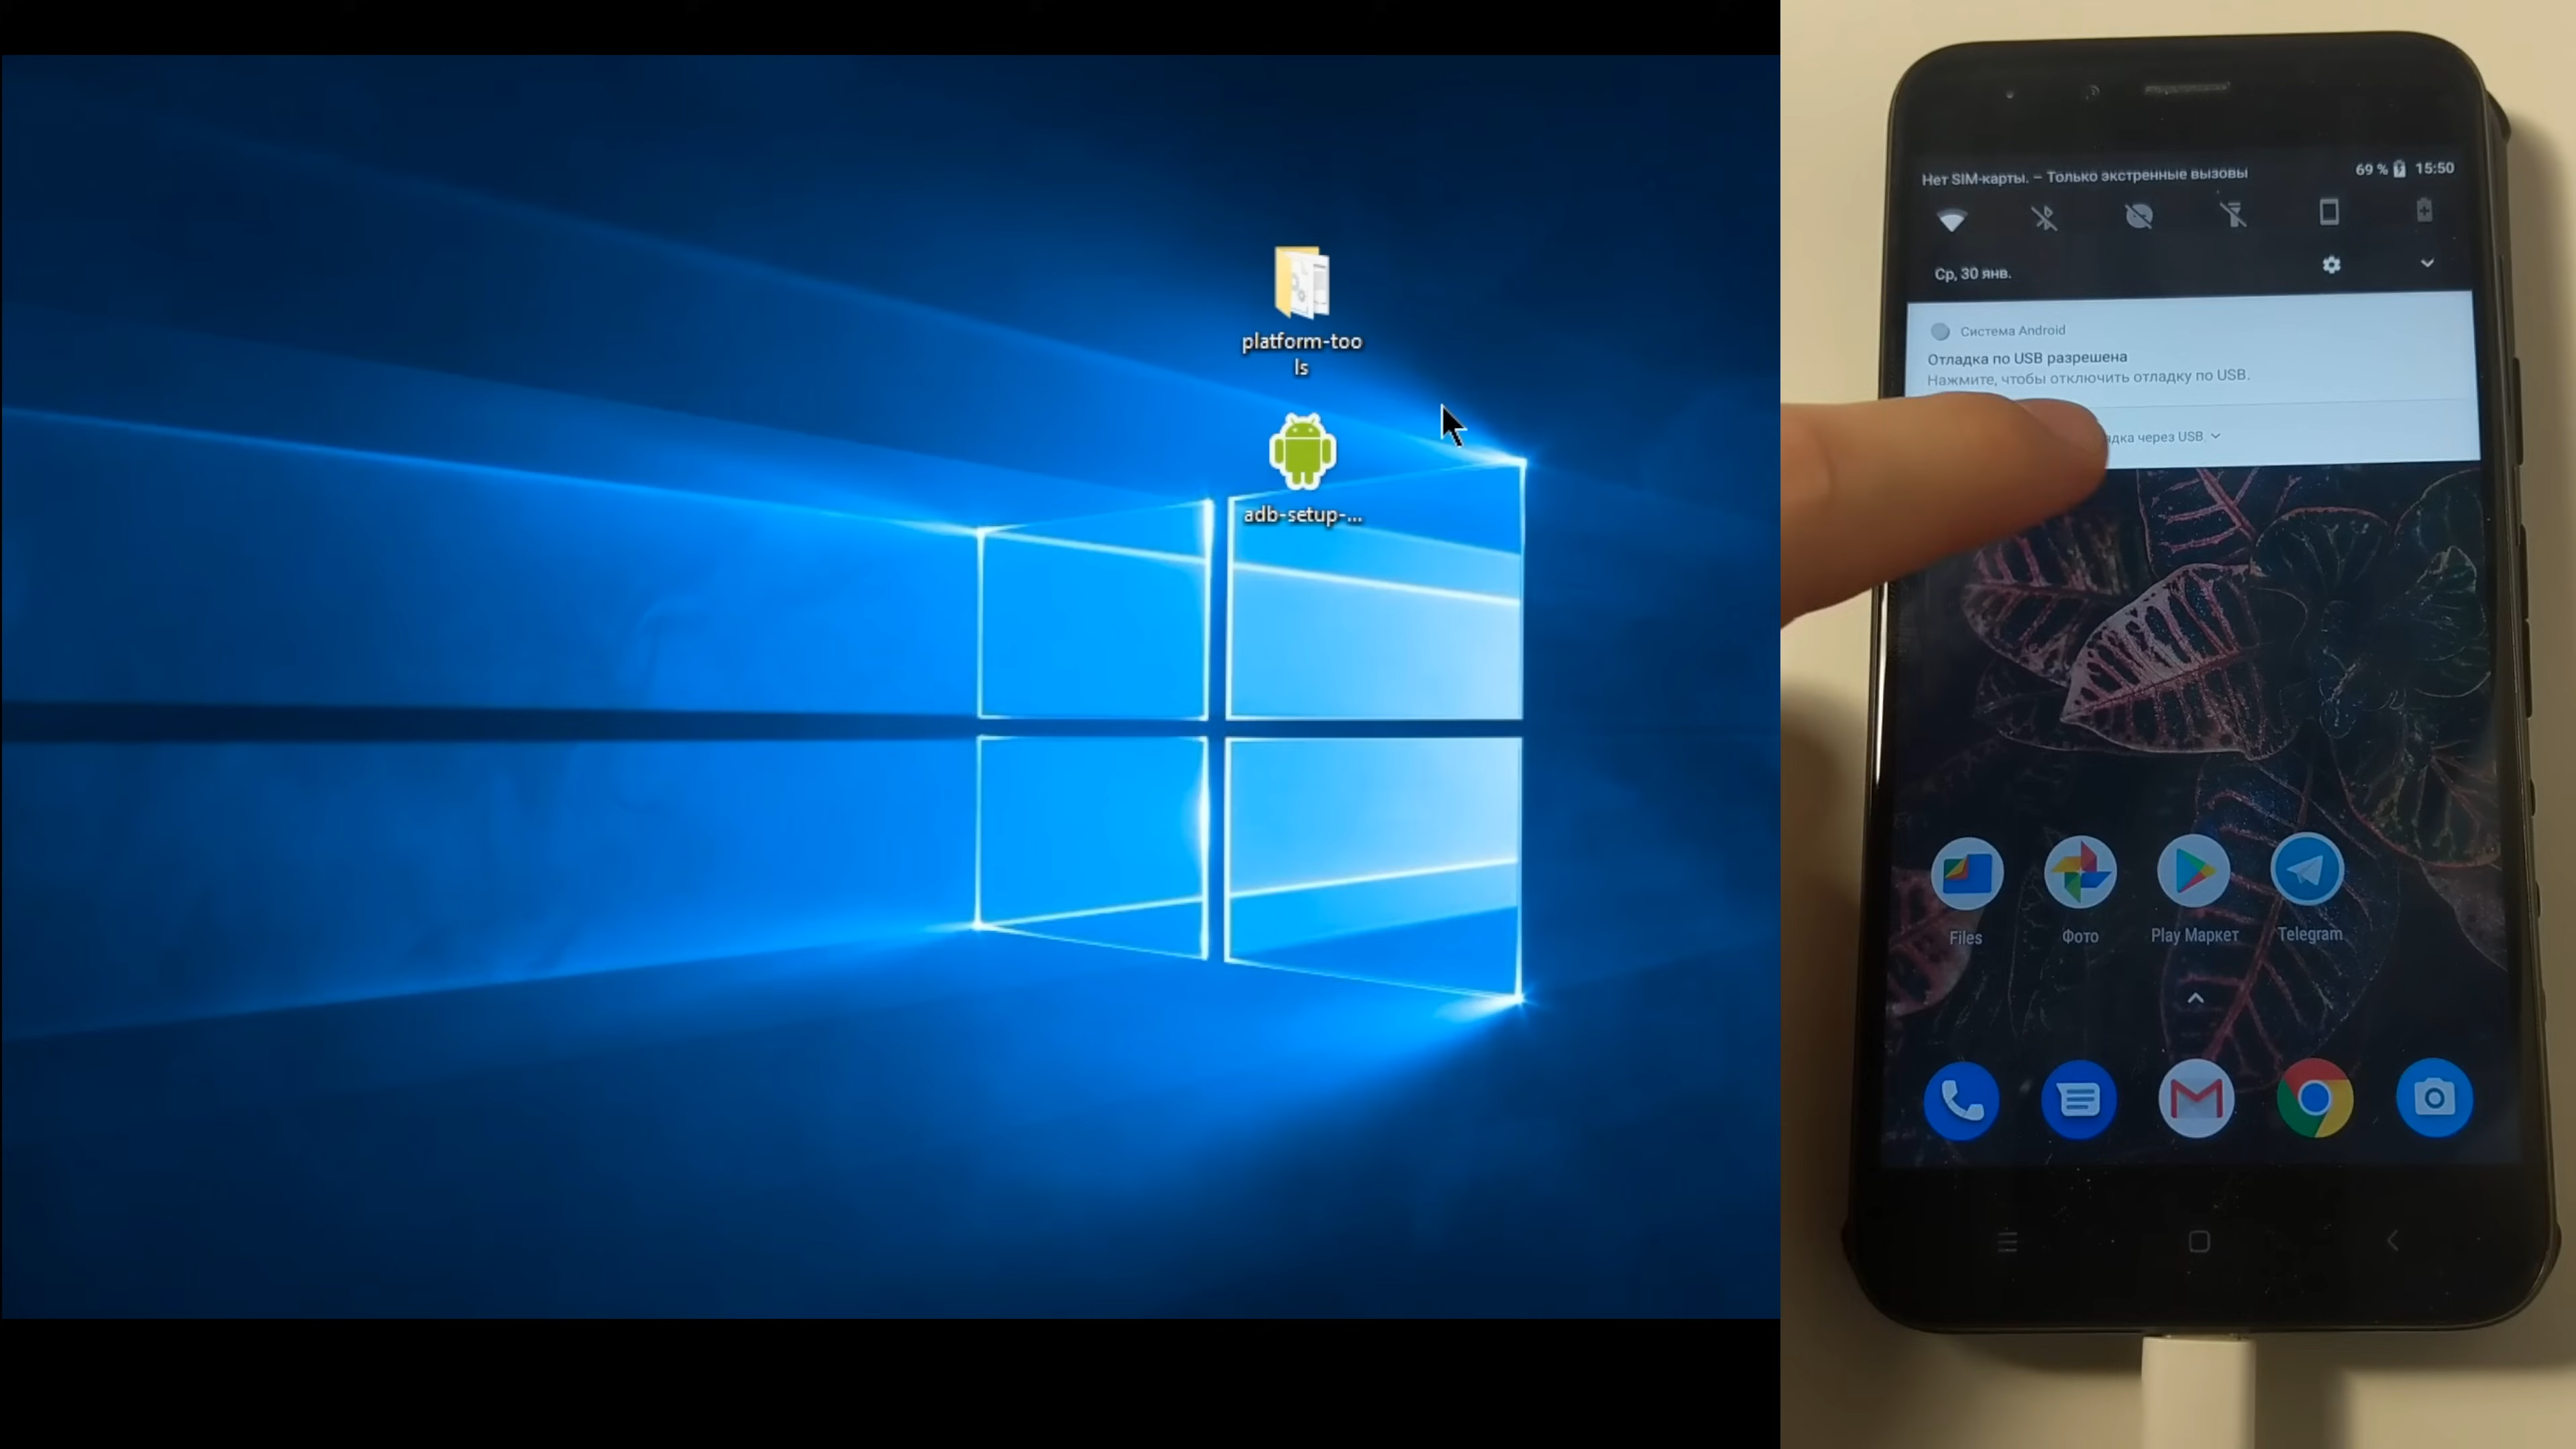 platform-too
ls
adb-setup-...
Нет SIM-карты. – Только экстренные вызовы
69 % 15:50
Ср, 30 янв.
Система Android
Отладка по USB разрешена
Нажмите, чтобы отключить отладку по USB.
через USB
Files
Фото
Play Маркет
Telegram